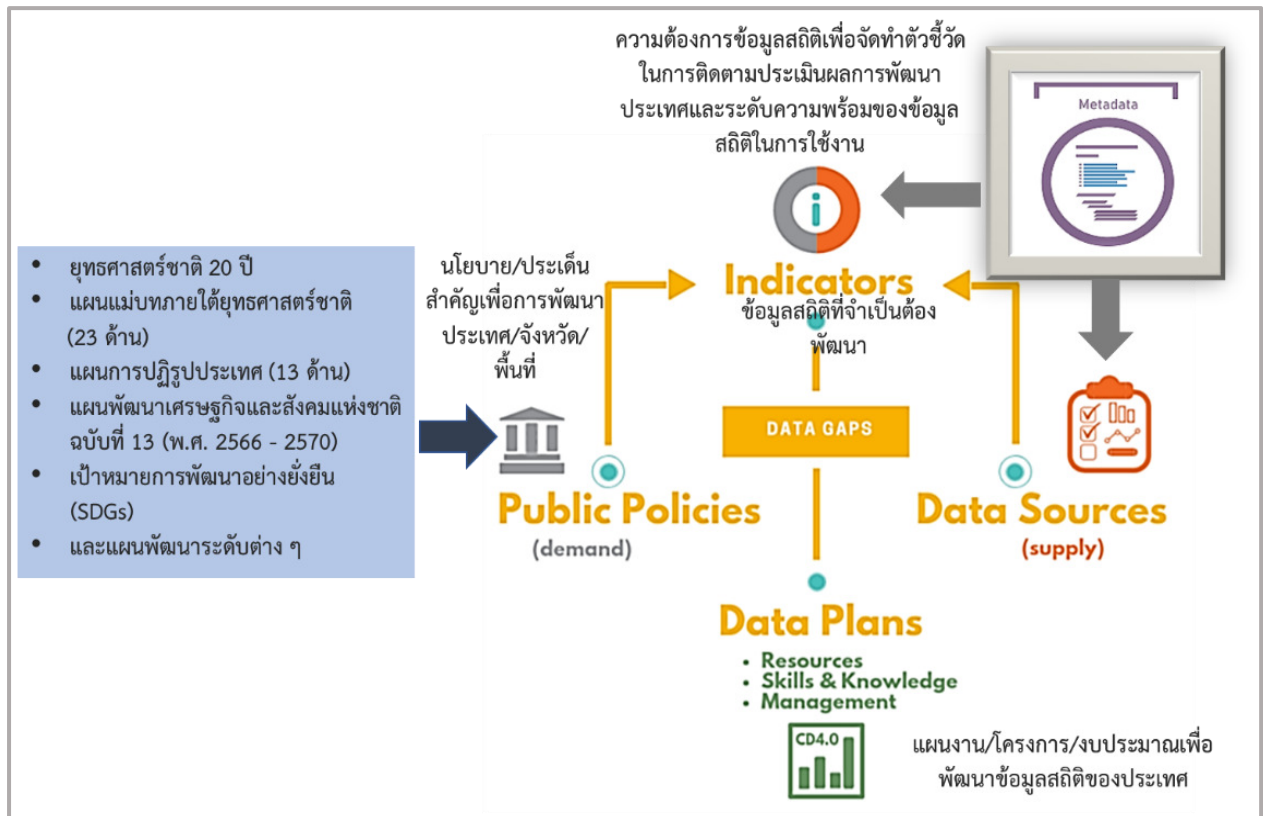 ความต้องการข้อมูลสถิติเพื่อจัดทำตัวชี้วัด
ในการติดตามประเมินผลการพัฒนา
ประเทศและระดับความพร้อมของข้อมูล
สถิติในการใช้งาน
Metadata
i
Indicators
ข้อมูลสถิติที่จำเป็นต้อง
พัฒนา
• ยุทธศาสตร์ชาติ 20 ปี
• แผนแม่บทภายใต้ยุทธศาสตร์ชาติ
(23 ด้าน)
• แผนการปฏิรูปประเทศ (13 ด้าน)
• แผนพัฒนาเศรษฐกิจและสังคมแห่งชาติ
ฉบับที่ 13 (พ.ศ. 2566 - 2570)
• เป้าหมายการพัฒนาอย่างยั่งยืน
(SDGs)
• และแผนพัฒนาระดับต่าง ๆ
นโยบาย/ประเด็น
สำคัญเพื่อการพัฒนา
ประเทศ/จังหวัด/
พื้นที่
DATA GAPS
Public Policies
(demand)
Data Sources
(supply)
Data Plans
• Resources
• Skills & Knowledge
• Management
CD4.0
แผนงาน/โครงการ/งบประมาณเพื่อ
พัฒนาข้อมูลสถิติของประเทศ